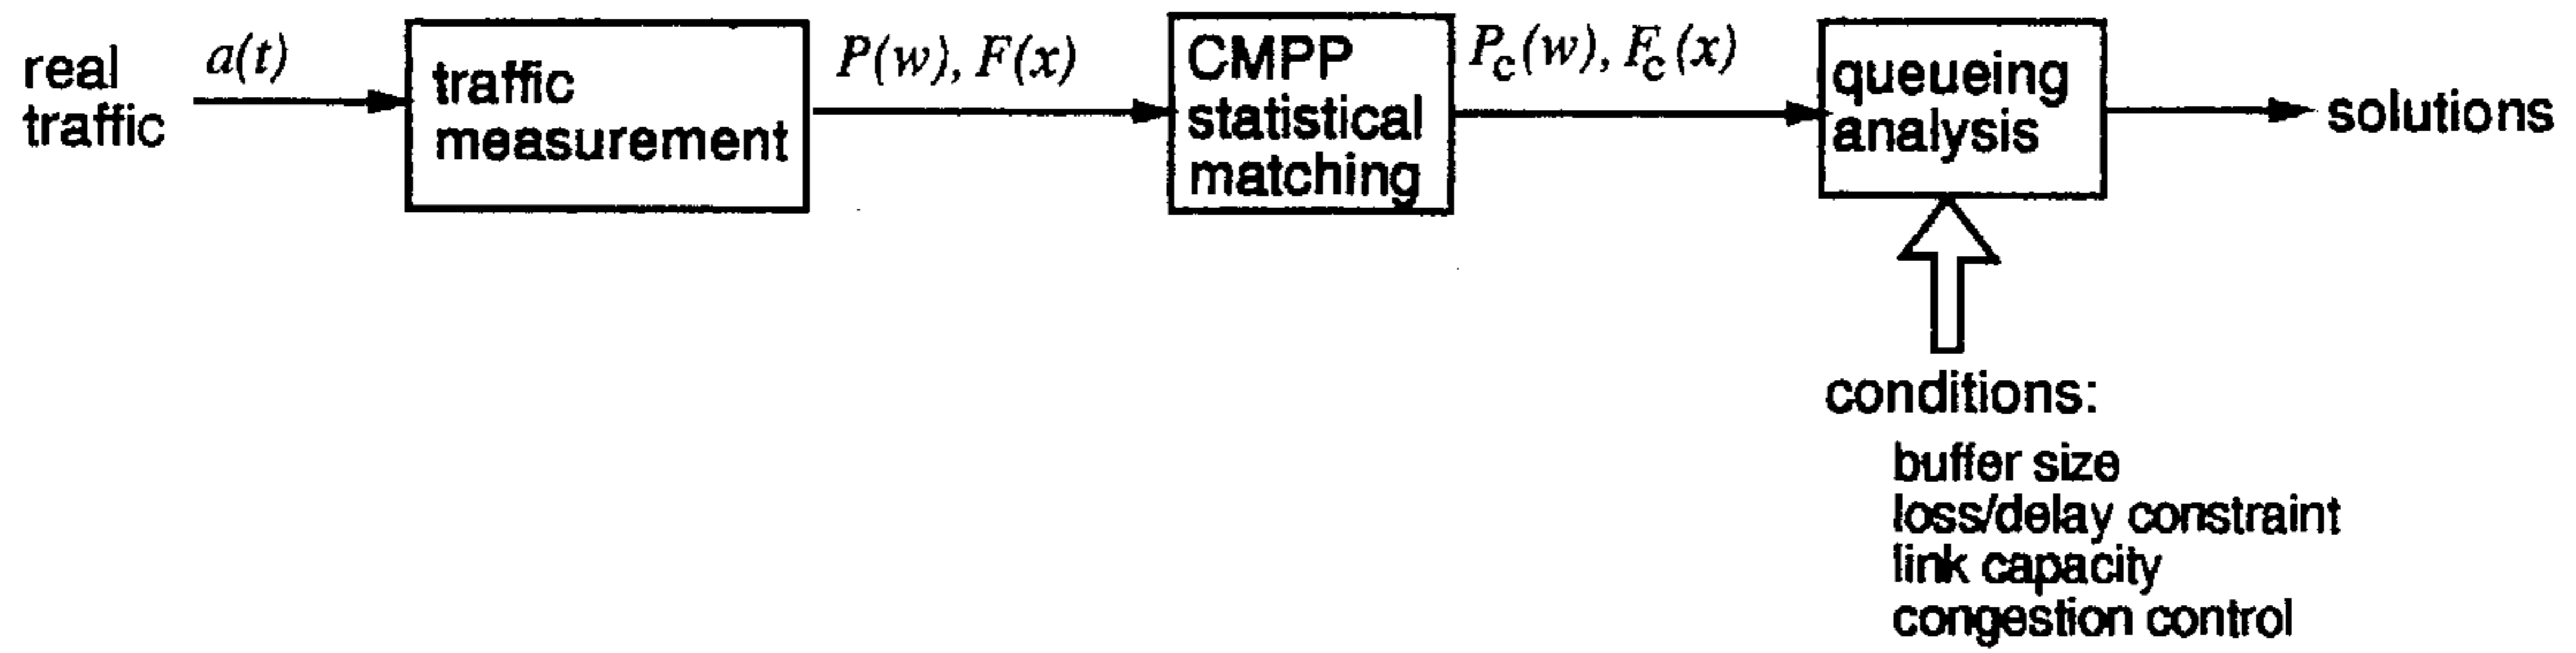 real
traffic
a(t)
traffic
measurement
P(w), F(x)
CMPP
statistical
matching
Pc(w), Fc(x)
queueing
analysis
solutions
conditions:
buffer size
loss/delay constraint
link capacity
congestion control